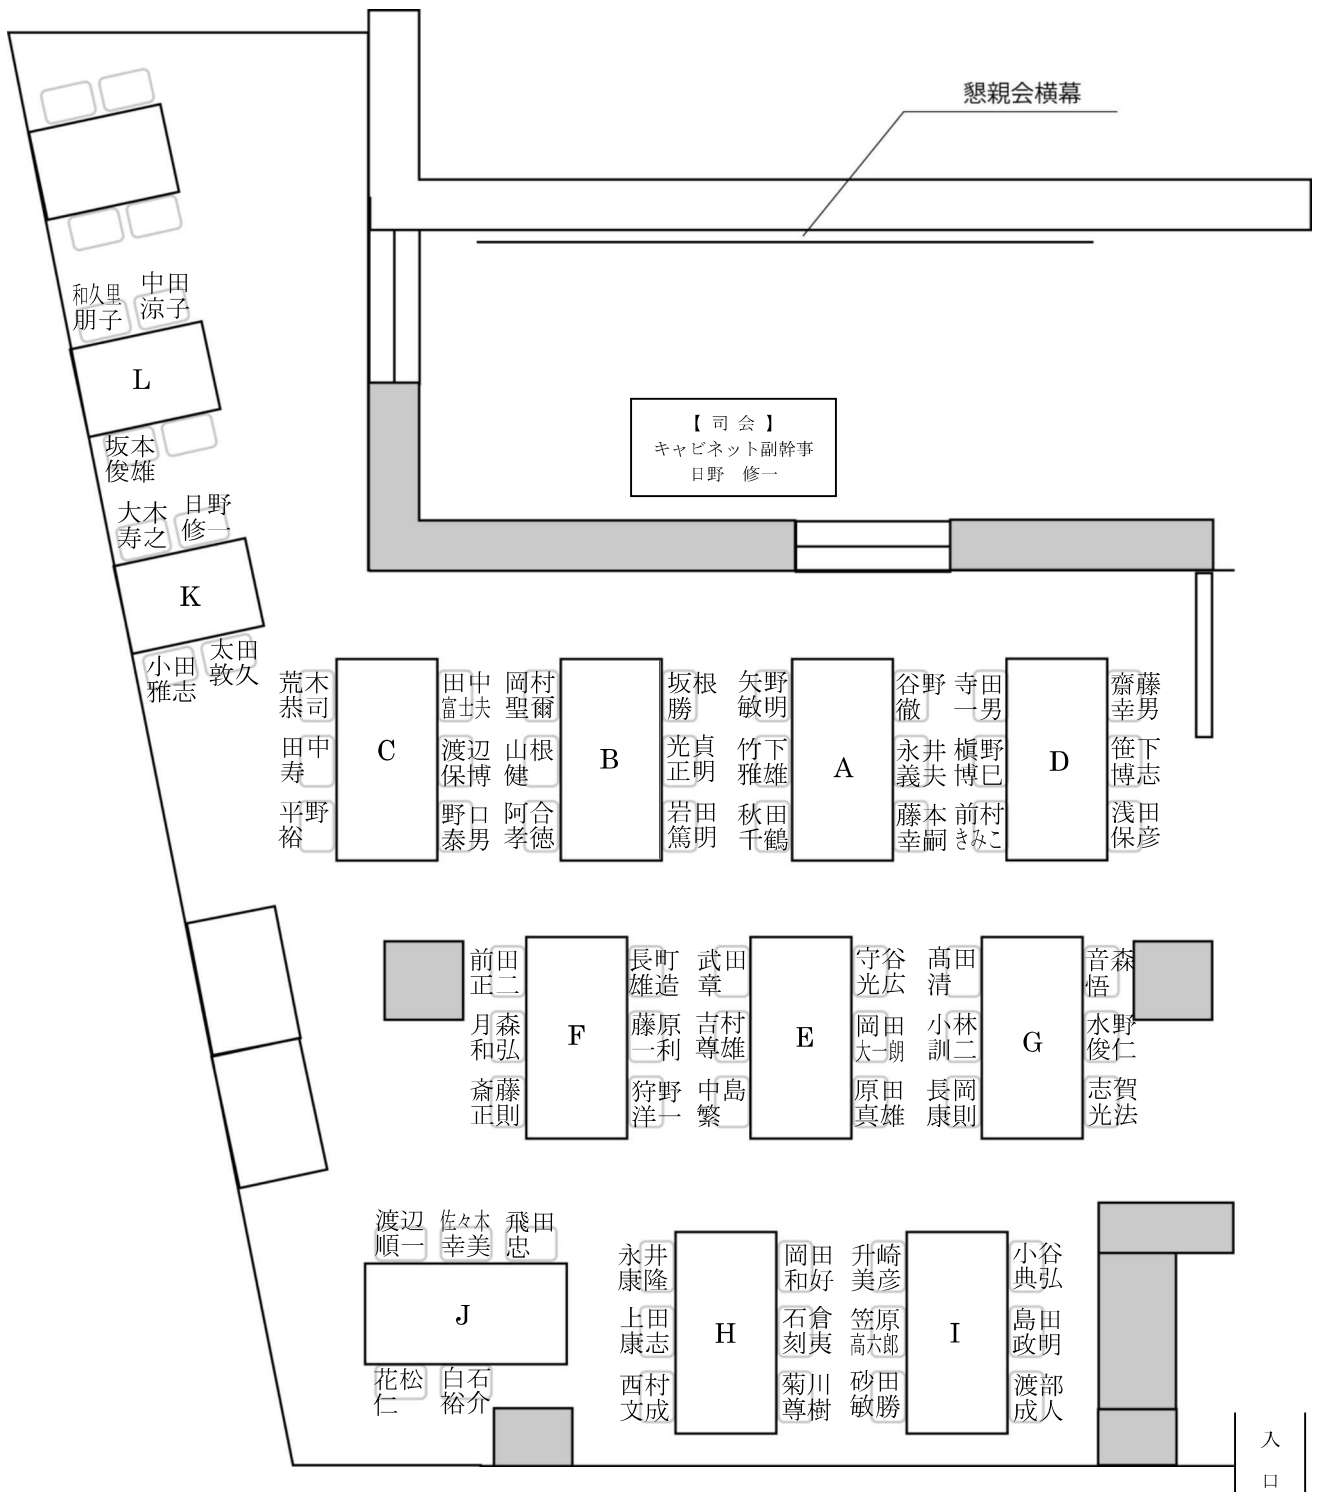 懇親会横幕
【 司 会 】
キャビネット副幹事
日野　修一
和久里
朋子
中田
涼子
L
坂本
俊雄
大木
寿之
日野
修一
K
小田
雅志
太田
敦久
荒木
恭司
田中
寿
平野
裕
C
田中
富士夫
渡辺
保博
野口
泰男
岡村
聖爾
山根
健
阿合
孝徳
B
坂根
勝
光貞
正明
岩田
篤明
矢野
敏明
竹下
雅雄
秋田
千鶴
A
谷野
徹
永井
義夫
藤本
幸嗣
寺田
一男
槇野
博巳
前村
きみこ
D
齋藤
幸男
笹下
博志
浅田
保彦
前田
正二
月森
和弘
斎藤
正則
F
長町
雄造
藤原
一利
狩野
洋一
武田
章
吉村
尊雄
中島
繁
E
守谷
光広
岡田
大一朗
原田
真雄
髙田
清
小林
訓二
長岡
康則
G
音森
悟
水野
俊仁
志賀
光法
渡辺
順一
佐々木
幸美
飛田
忠
J
花松
仁
白石
裕介
永井
康隆
上田
康志
西村
文成
H
岡田
和好
石倉
刻夷
菊川
尊樹
升崎
美彦
笠原
高六郎
砂田
敏勝
I
小谷
典弘
島田
政明
渡部
成人
入
口